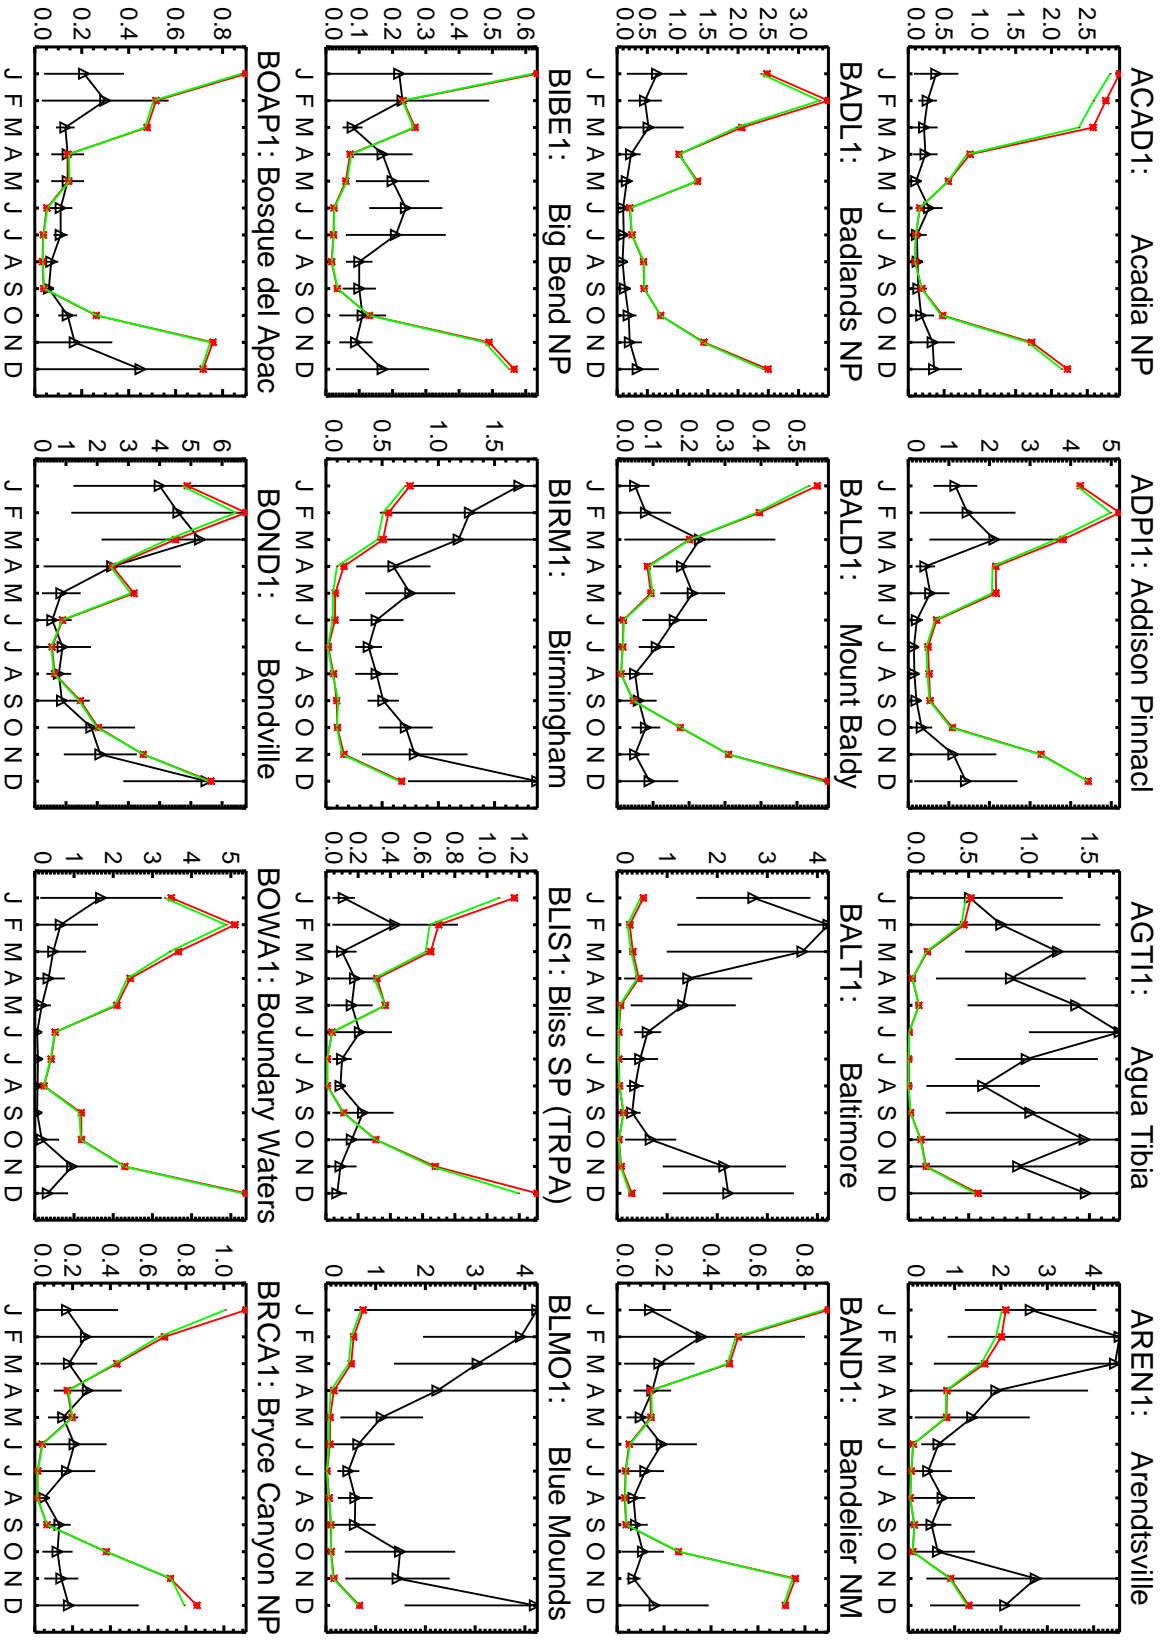 ACAD1: Acadia NP
2.5
2.0
1.5
1.0
0.5
0.0
J F M A M J J A S O N D
ADPI1: Addison Pinnacl
5
4
3
2
1
0
J F M A M J J A S O N D
AGTI1: Agua Tibia
1.5
1.0
0.5
0.0
J F M A M J J A S O N D
AREN1: Arendtsville
4
3
2
1
0
J F M A M J J A S O N D
BADL1: Badlands NP
3.0
2.5
2.0
1.5
1.0
0.5
0.0
J F M A M J J A S O N D
BALD1: Mount Baldy
0.5
0.4
0.3
0.2
0.1
0.0
J F M A M J J A S O N D
BALT1: Baltimore
4
3
2
1
0
J F M A M J J A S O N D
BAND1: Bandelier NM
0.8
0.6
0.4
0.2
0.0
J F M A M J J A S O N D
BIBE1: Big Bend NP
0.6
0.5
0.4
0.3
0.2
0.1
0.0
J F M A M J J A S O N D
BIRM1: Birmingham
1.5
1.0
0.5
0.0
J F M A M J J A S O N D
BLIS1: Bliss SP (TRPA)
1.2
1.0
0.8
0.6
0.4
0.2
0.0
J F M A M J J A S O N D
BLMO1: Blue Mounds
4
3
2
1
0
J F M A M J J A S O N D
BOAP1: Bosque del Apac
0.8
0.6
0.4
0.2
0.0
J F M A M J J A S O N D
BOND1: Bondville
6
5
4
3
2
1
0
J F M A M J J A S O N D
BOWA1: Boundary Waters
5
4
3
2
1
0
J F M A M J J A S O N D
BRCA1: Bryce Canyon NP
1.0
0.8
0.6
0.4
0.2
0.0
J F M A M J J A S O N D